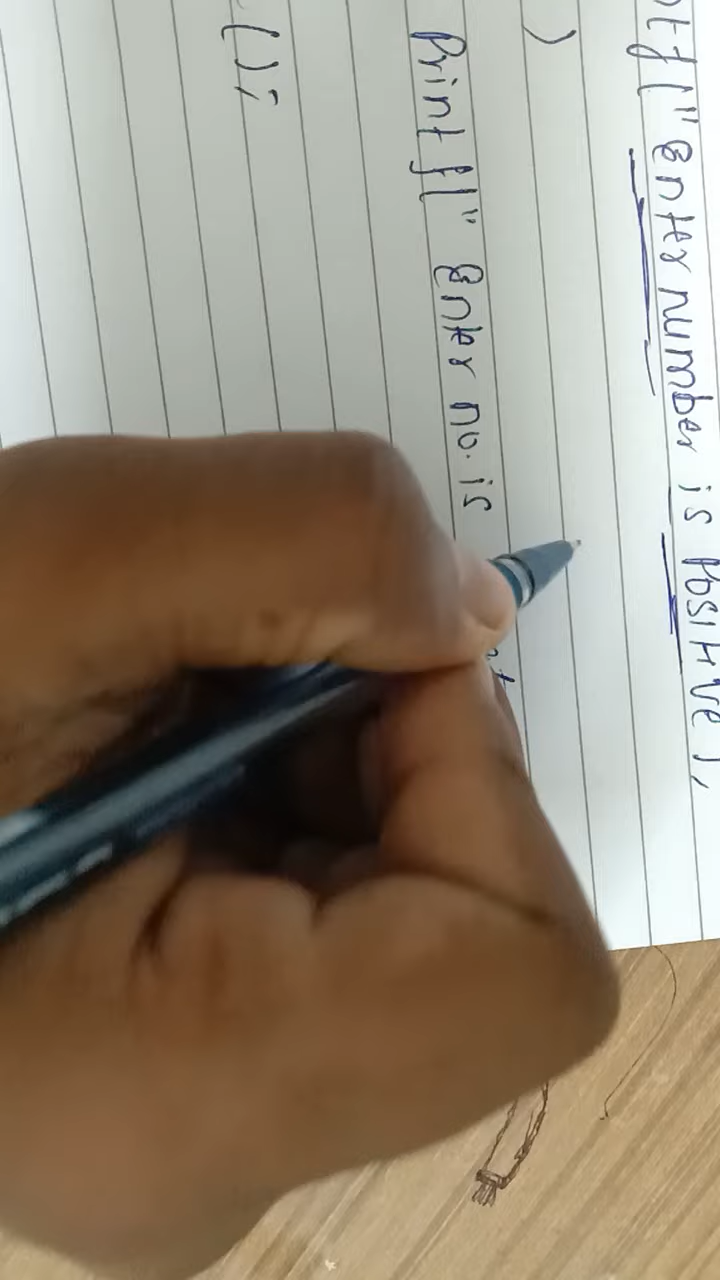 ntf(" Enter number is Positive),
)
Printf(" Enter no. is
();